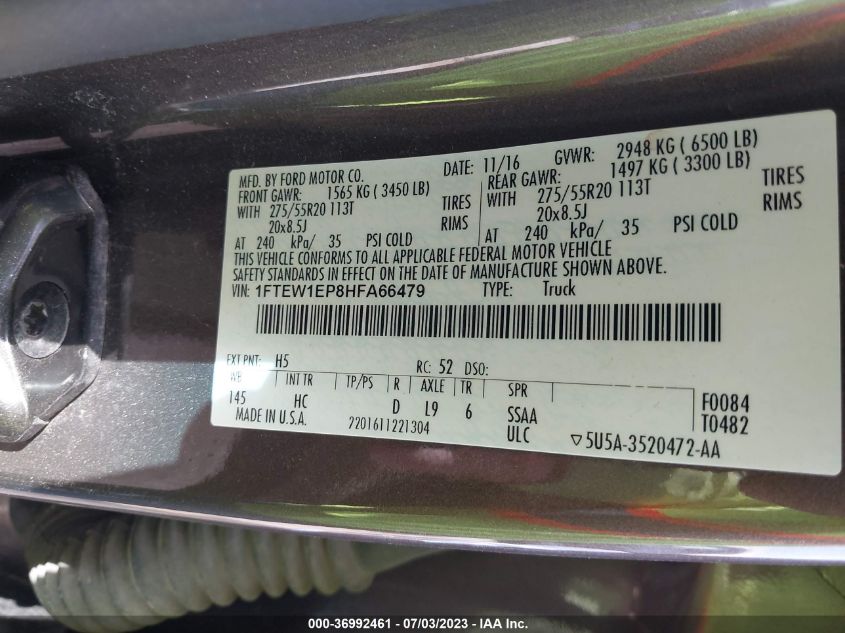 MFD. BY FORD MOTOR CO.
DATE: 11/16 GVWR: 2948 KG ( 6500 LB)
FRONT GAWR: 1565 KG ( 3450 LB)
REAR GAWR: 1497 KG ( 3300 LB)
WITH 275/55R20 113T TIRES
WITH 275/55R20 113T TIRES
20x8.5J RIMS
20x8.5J RIMS
AT 240 kPa/ 35 PSI COLD
AT 240 kPa/ 35 PSI COLD
THIS VEHICLE CONFORMS TO ALL APPLICABLE FEDERAL MOTOR VEHICLE
SAFETY STANDARDS IN EFFECT ON THE DATE OF MANUFACTURE SHOWN ABOVE.
VIN: 1FTEW1EP8HFA66479 TYPE: Truck
EXT PNT: H5 RC: 52 DSO:
WB INT TR TP/PS R AXLE TR SPR
145 HC D L9 6 SSAA F0084
MADE IN U.S.A. 2201611221304 ULC T0482
▽5U5A-3520472-AA
000-36992461 - 07/03/2023 - IAA Inc.